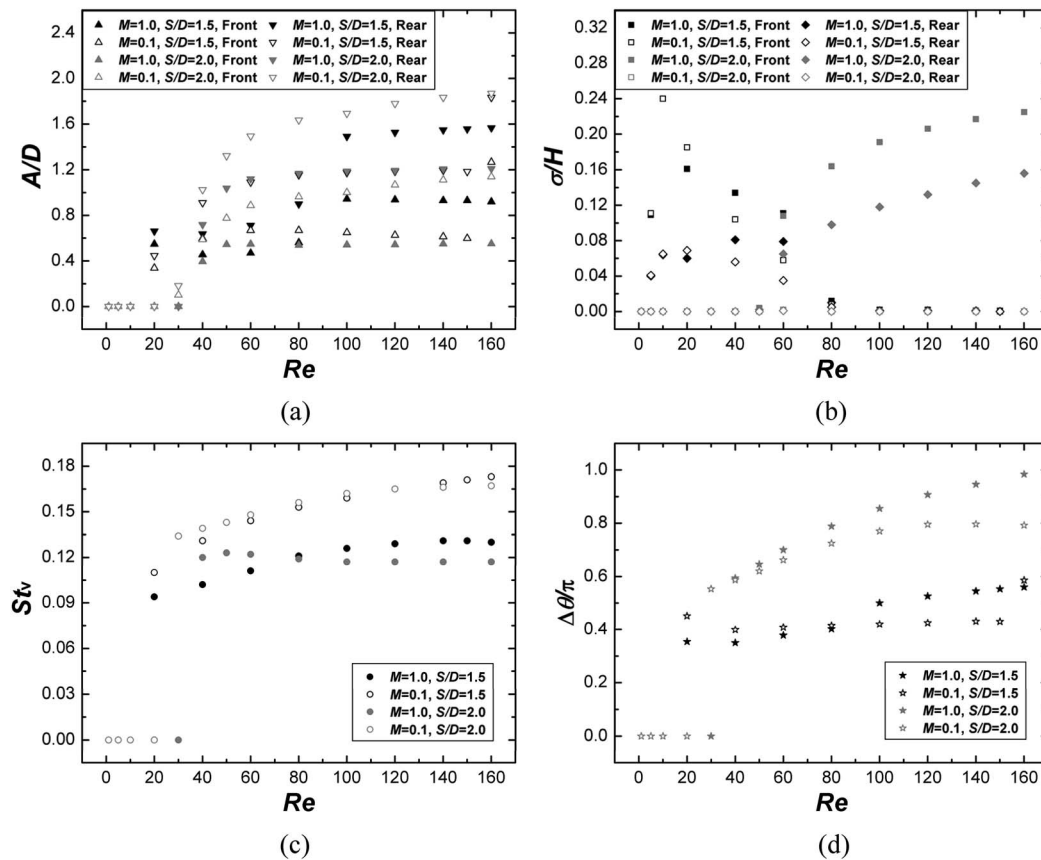 M=1.0, S/D=1.5, Front
M=1.0, S/D=1.5, Rear
M=0.1, S/D=1.5, Front
M=0.1, S/D=1.5, Rear
M=1.0, S/D=2.0, Front
M=1.0, S/D=2.0, Rear
M=0.1, S/D=2.0, Front
M=0.1, S/D=2.0, Rear
2.4
1.8
1.6
1.2
0.8
0.4
0.0
A/D
0 20 40 60 80 100 120 140 160
Re
(a)
M=1.0, S/D=1.5, Front
M=1.0, S/D=1.5, Rear
M=0.1, S/D=1.5, Front
M=0.1, S/D=1.5, Rear
M=1.0, S/D=2.0, Front
M=1.0, S/D=2.0, Rear
M=0.1, S/D=2.0, Front
M=0.1, S/D=2.0, Rear
0.32
0.28
0.24
0.16
0.12
0.08
0.04
0.00
σ/H
0 20 40 60 80 100 120 140 160
Re
(b)
0.18
0.15
0.12
0.09
0.06
0.03
0.00
Stv
M=1.0, S/D=1.5
M=0.1, S/D=1.5
M=1.0, S/D=2.0
M=0.1, S/D=2.0
0 20 40 60 80 100 120 140 160
Re
(c)
1.0
0.8
0.6
0.4
0.2
0.0
Δθ/π
M=1.0, S/D=1.5
M=0.1, S/D=1.5
M=1.0, S/D=2.0
M=0.1, S/D=2.0
0 20 40 60 80 100 120 140 160
Re
(d)